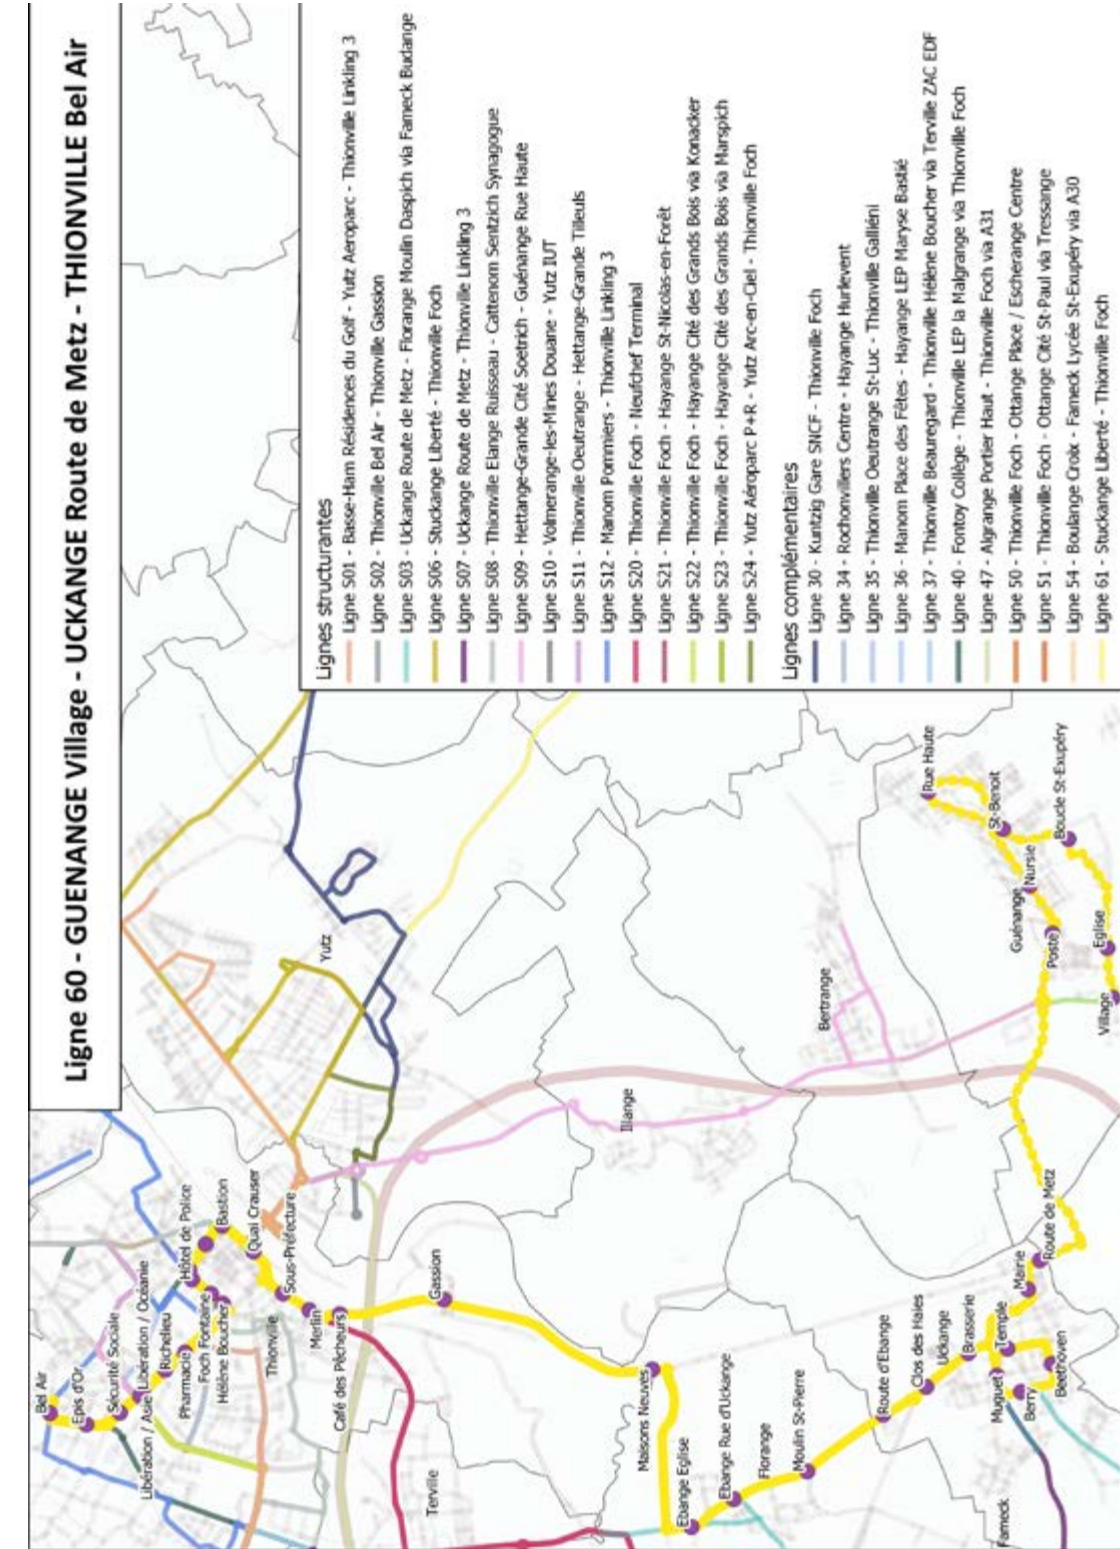 Ligne 60 - GUENANGE Village - UCKANGE Route de Metz - THIONVILLE Bel Air
Lignes structurantes
Ligne S01 - Basse-Ham Résidences du Golf - Yutz Aéroparc - Thionville Linkling 3
Ligne S02 - Thionville Bel Air - Thionville Gassion
Ligne S03 - Uckange Route de Metz - Florange Moulin Daspich via Fameck Budange
Ligne S06 - Stuckange Liberté - Thionville Foch
Ligne S07 - Uckange Route de Metz - Thionville Linkling 3
Ligne S08 - Thionville Elange Ruisseau - Cattenom Sentzich Synagogue
Ligne S09 - Hettange-Grande Cité Soetrich - Guénange Rue Haute
Ligne S10 - Volmerange-les-Mines Douane - Yutz IUT
Ligne S11 - Thionville Oeutrange - Hettange-Grande Tilleuls
Ligne S12 - Manom Pommiers - Thionville Linkling 3
Ligne S20 - Thionville Foch - Neufchef Terminal
Ligne S21 - Thionville Foch - Hayange St-Nicolas-en-Forêt
Ligne S22 - Thionville Foch - Hayange Cité des Grands Bois via Konacker
Ligne S23 - Thionville Foch - Hayange Cité des Grands Bois via Marspich
Ligne S24 - Yutz Aéroparc P+R - Yutz Arc-en-Ciel - Thionville Foch
Lignes complémentaires
Ligne 30 - Kuntzig Gare SNCF - Thionville Foch
Ligne 34 - Rochonvillers Centre - Hayange Hurlevent
Ligne 35 - Thionville Oeutrange St-Luc - Thionville Galliéni
Ligne 36 - Manom Place des Fêtes - Hayange LEP Maryse Bastié
Ligne 37 - Thionville Beauregard - Thionville Hélène Boucher via Terville ZAC EDF
Ligne 40 - Fontoy Collège - Thionville LEP la Malgrange via Thionville Foch
Ligne 47 - Algrange Portier Haut - Thionville Foch via A31
Ligne 50 - Thionville Foch - Ottange Place / Escherange Centre
Ligne 51 - Thionville Foch - Ottange Cité St-Paul via Tressange
Ligne 54 - Boulange Croix - Fameck Lycée St-Exupéry via A30
Ligne 61 - Stuckange Liberté - Thionville Foch
Bel Air
Epis d'Or
Sécurité Sociale
Libération / Asie
Libération / Océanie
Richelieu
Pharmacie
Foch Fontaine
Hélène Boucher
Hôtel de Police
Bastion
Quai Crauser
Sous-Préfecture
Thionville
Merlin
Café des Pêcheurs
Gassion
Terville
Yutz
Illange
Bertrange
Maisons Neuves
Ebange Eglise
Ebange Rue d'Uckange
Florange
Moulin St-Pierre
Route d'Ebange
Clos des Haies
Uckange
Brasserie
Muguet
Temple
Berry
Beethoven
Mairie
Route de Metz
Fameck
Rue Haute
St-Benoit
Boucle St-Exupéry
Nursie
Guénange
Poste
Eglise
Village